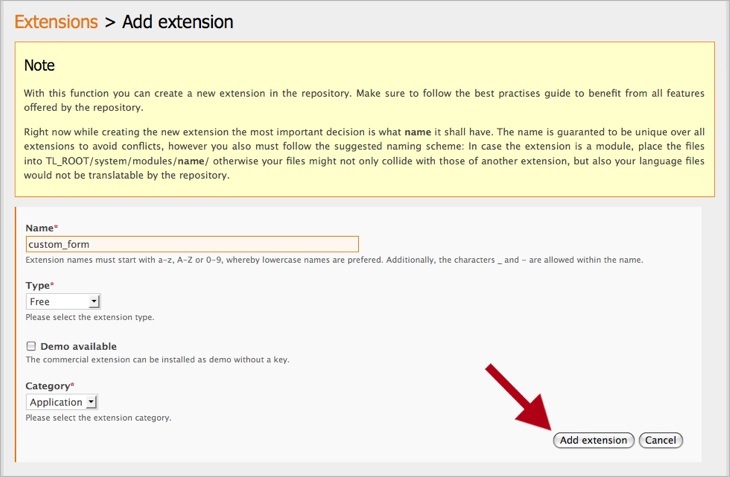 Extensions > Add extension
Note
With this function you can create a new extension in the repository. Make sure to follow the best practises guide to benefit from all features
offered by the repository.
Right now while creating the new extension the most important decision is what name it shall have. The name is guaranted to be unique over all
extensions to avoid conflicts, however you also must follow the suggested naming scheme: In case the extension is a module, place the files
into TL_ROOT/system/modules/name/ otherwise your files might not only collide with those of another extension, but also your language files
would not be translatable by the repository.
Name*
custom_form
Extension names must start with a-z, A-Z or 0-9, whereby lowercase names are prefered. Additionally, the characters _ and - are allowed within the name.
Type*
Free
Please select the extension type.
Demo available
The commercial extension can be installed as demo without a key.
Category*
Application
Please select the extension category.
Add extension Cancel